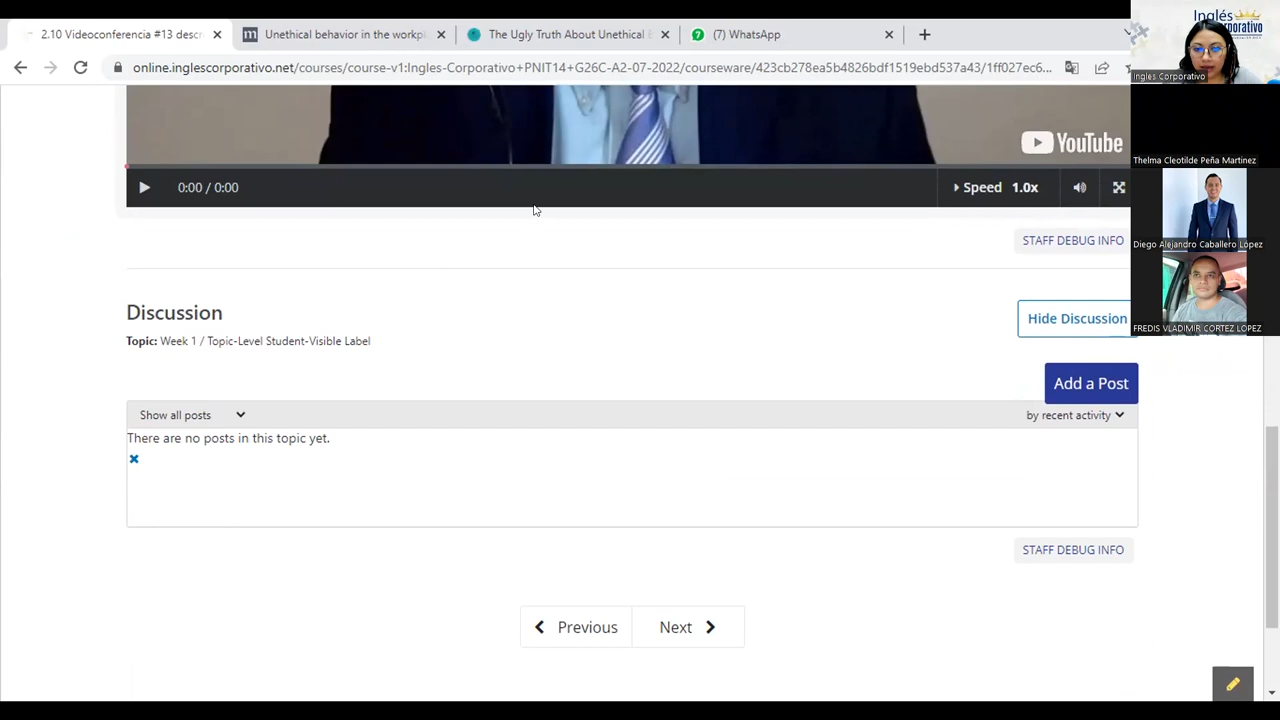 2.10 Videoconferencia #13 descr
Unethical behavior in the workpl
The Ugly Truth About Unethical B
(7) WhatsApp
online.inglescorporativo.net/courses/course-v1:Ingles-Corporativo+PNIT14+G26C-A2-07-2022/courseware/423cb278ea5b4826bdf1519ebd537a43/1ff027ec6...
Inglés
Ingles Corporativo
Thelma Cleotilde Peña Martinez
Diego Alejandro Caballero López
FREDIS VLADIMIR CORTEZ LOPEZ
YouTube
0:00 / 0:00
Speed 1.0x
STAFF DEBUG INFO
Discussion
Hide Discussion
Topic: Week 1 / Topic-Level Student-Visible Label
Add a Post
Show all posts
by recent activity
There are no posts in this topic yet.
STAFF DEBUG INFO
Previous
Next